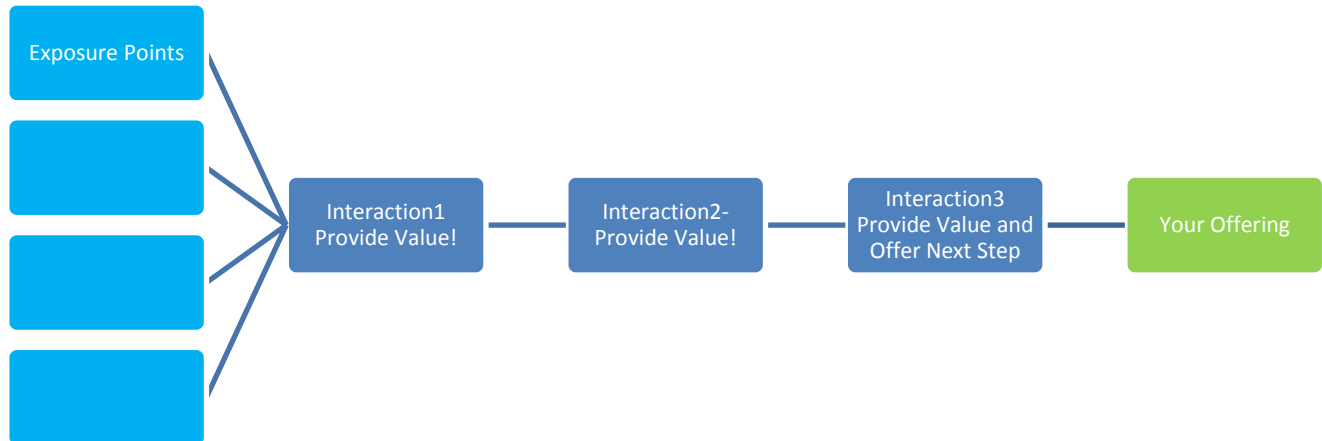 Exposure Points
Interaction1
Provide Value!
Interaction2-
Provide Value!
Interaction3
Provide Value and
Offer Next Step
Your Offering